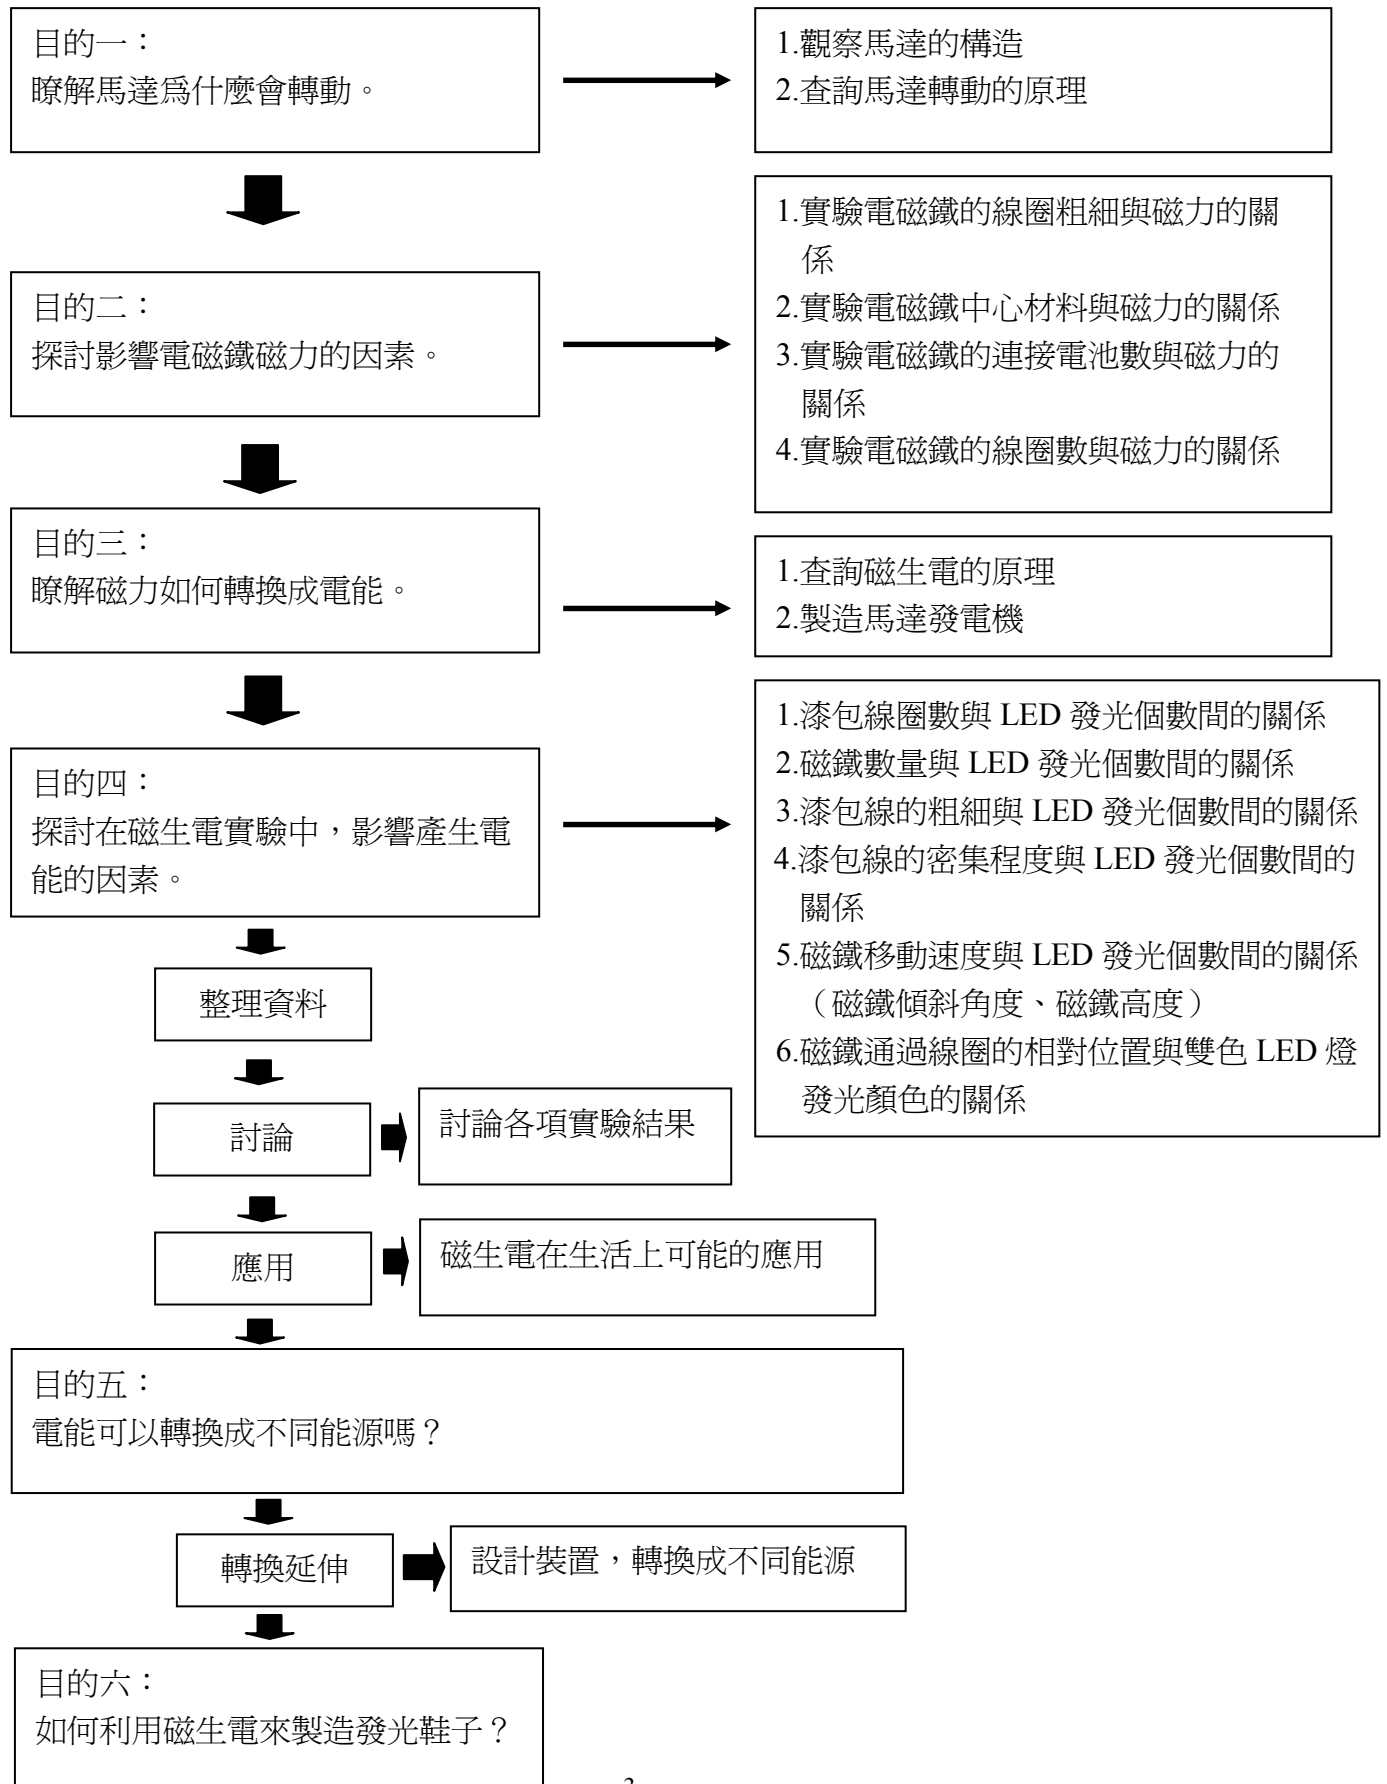 目的一：
瞭解馬達為什麼會轉動。
1.觀察馬達的構造
2.查詢馬達轉動的原理
目的二：
探討影響電磁鐵磁力的因素。
1.實驗電磁鐵的線圈粗細與磁力的關
係
2.實驗電磁鐵中心材料與磁力的關係
3.實驗電磁鐵的連接電池數與磁力的
關係
4.實驗電磁鐵的線圈數與磁力的關係
目的三：
瞭解磁力如何轉換成電能。
1.查詢磁生電的原理
2.製造馬達發電機
目的四：
探討在磁生電實驗中，影響產生電
能的因素。
1.漆包線圈數與 LED 發光個數間的關係
2.磁鐵數量與 LED 發光個數間的關係
3.漆包線的粗細與 LED 發光個數間的關係
4.漆包線的密集程度與 LED 發光個數間的
關係
5.磁鐵移動速度與 LED 發光個數間的關係
（磁鐵傾斜角度、磁鐵高度）
6.磁鐵通過線圈的相對位置與雙色 LED 燈
發光顏色的關係
整理資料
討論
討論各項實驗結果
應用
磁生電在生活上可能的應用
目的五：
電能可以轉換成不同能源嗎？
轉換延伸
設計裝置，轉換成不同能源
目的六：
如何利用磁生電來製造發光鞋子？